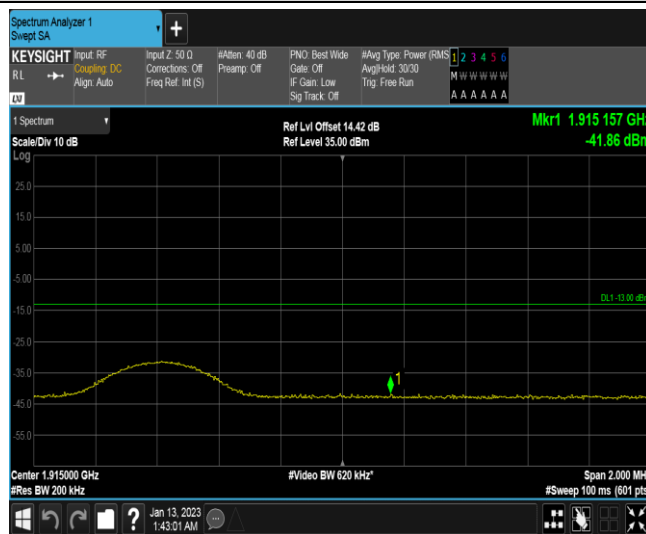 Spectrum Analyzer 1
Swept SA
+
KEYSIGHT
RL
LXI
Input: RF
Coupling: DC
Align: Auto
Input Z: 50 Ω
Corrections: Off
Freq Ref: Int (S)
#Atten: 40 dB
Preamp: Off
PNO: Best Wide
Gate: Off
IF Gain: Low
Sig Track: Off
#Avg Type: Power (RMS
Avg|Hold: 30/30
Trig: Free Run
1 2 3 4 5 6
M W W W W W
A A A A A A
1 Spectrum
Scale/Div 10 dB
Log
Ref Lvl Offset 14.42 dB
Ref Level 35.00 dBm
Mkr1 1.915 157 GHz
-41.86 dBm
25.0
15.0
5.00
-5.00
DL1 -13.00 dBm
-15.0
-25.0
-35.0
1
-45.0
-55.0
Center 1.915000 GHz
#Res BW 200 kHz
#Video BW 620 kHz*
Span 2.000 MH
#Sweep 100 ms (601 pts
?
Jan 13, 2023
1:43:01 AM